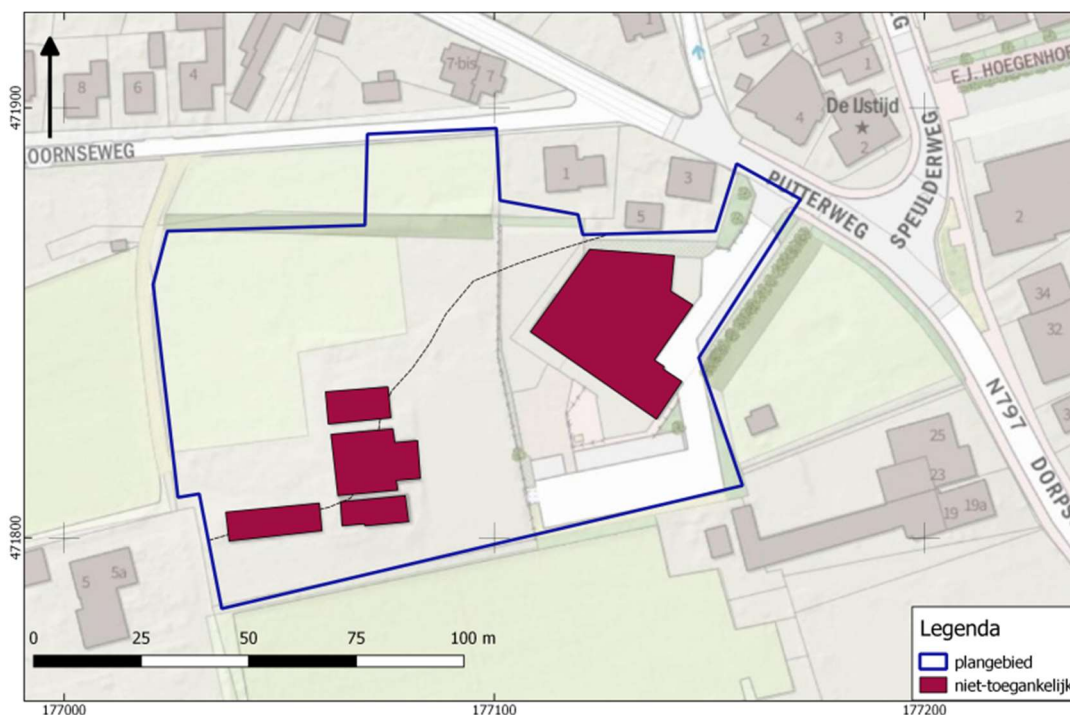 8
6
4
7-bis
7
1
2
3
1
4
De IJstijd
2
E.J. HOEGENHOF
SPEULDERWEG
471900
OORNSEWEG
1
3
5
PUTTERWEG
2
34
32
N797
DORPS
25
23
19
19a
471800
5
5a
0 25 50 75 100 m
Legenda
plangebied
niet-toegankelijk
177000 177100 177200